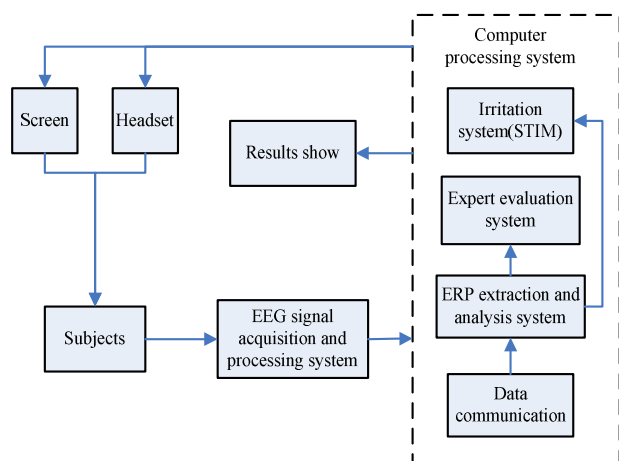 Computer
processing system
Screen
Headset
Irritation
system(STIM)
Results show
Expert evaluation
system
ERP extraction and
analysis system
Subjects
EEG signal
acquisition and
processing system
Data
communication